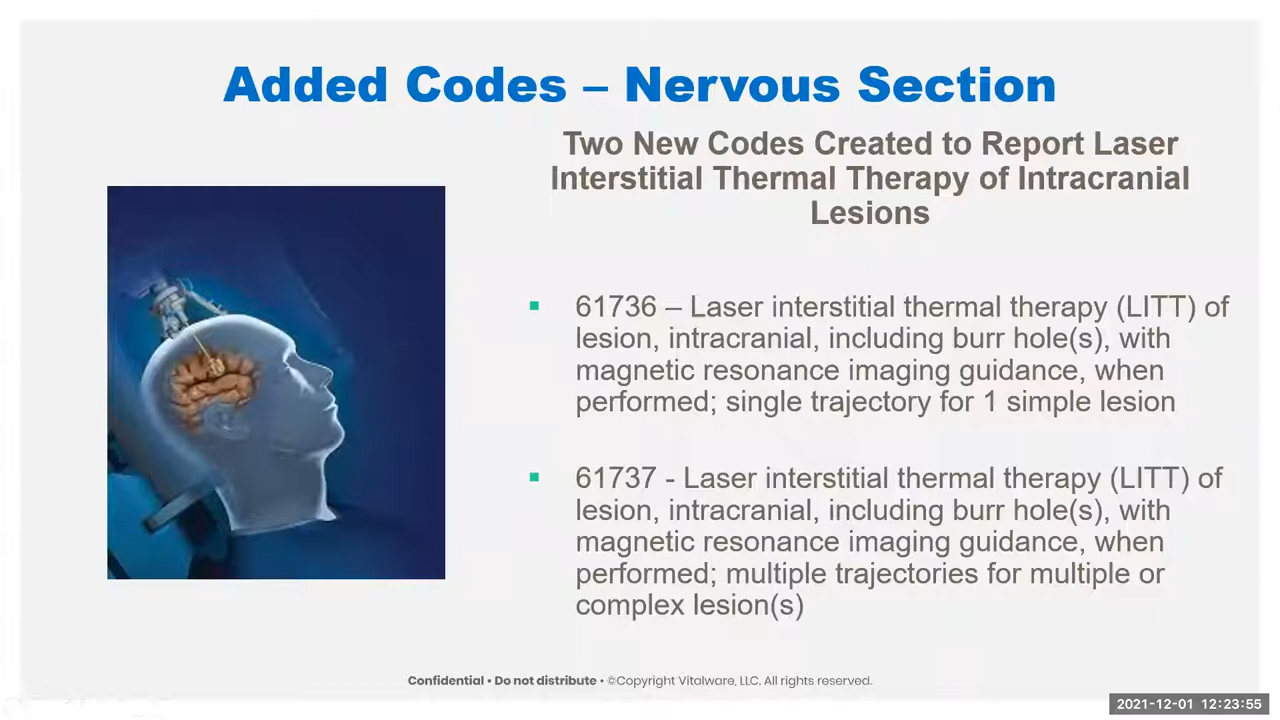 Added Codes – Nervous Section
Two New Codes Created to Report Laser
Interstitial Thermal Therapy of Intracranial
Lesions
▪ 61736 – Laser interstitial thermal therapy (LITT) of
lesion, intracranial, including burr hole(s), with
magnetic resonance imaging guidance, when
performed; single trajectory for 1 simple lesion
▪ 61737 - Laser interstitial thermal therapy (LITT) of
lesion, intracranial, including burr hole(s), with
magnetic resonance imaging guidance, when
performed; multiple trajectories for multiple or
complex lesion(s)
Confidential • Do not distribute • ©Copyright Vitalware, LLC. All rights reserved.
2021-12-01 12:23:55